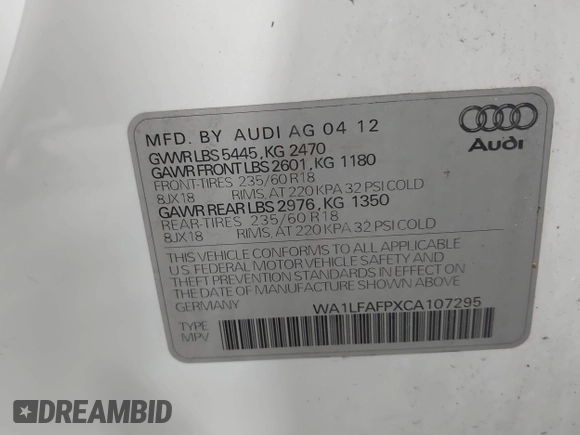 MFD. BY AUDI AG 04 12
GVWR LBS 5445, KG 2470
GAWR FRONT LBS 2601, KG 1180
FRONT-TIRES 235/60 R18
8JX18 RIMS, AT 220 KPA 32 PSI COLD
GAWR REAR LBS 2976, KG 1350
REAR-TIRES 235/60 R18
8JX18 RIMS, AT 220 KPA 32 PSI COLD
THIS VEHICLE CONFORMS TO ALL APPLICABLE
U S FEDERAL MOTOR VEHICLE SAFETY AND
THEFT PREVENTION STANDARDS IN EFFECT ON
THE DATE OF MANUFACTURE SHOWN ABOVE
GERMANY
WA1LFAFPXCA107295
TYPE
MPV
Audi
DREAMBID